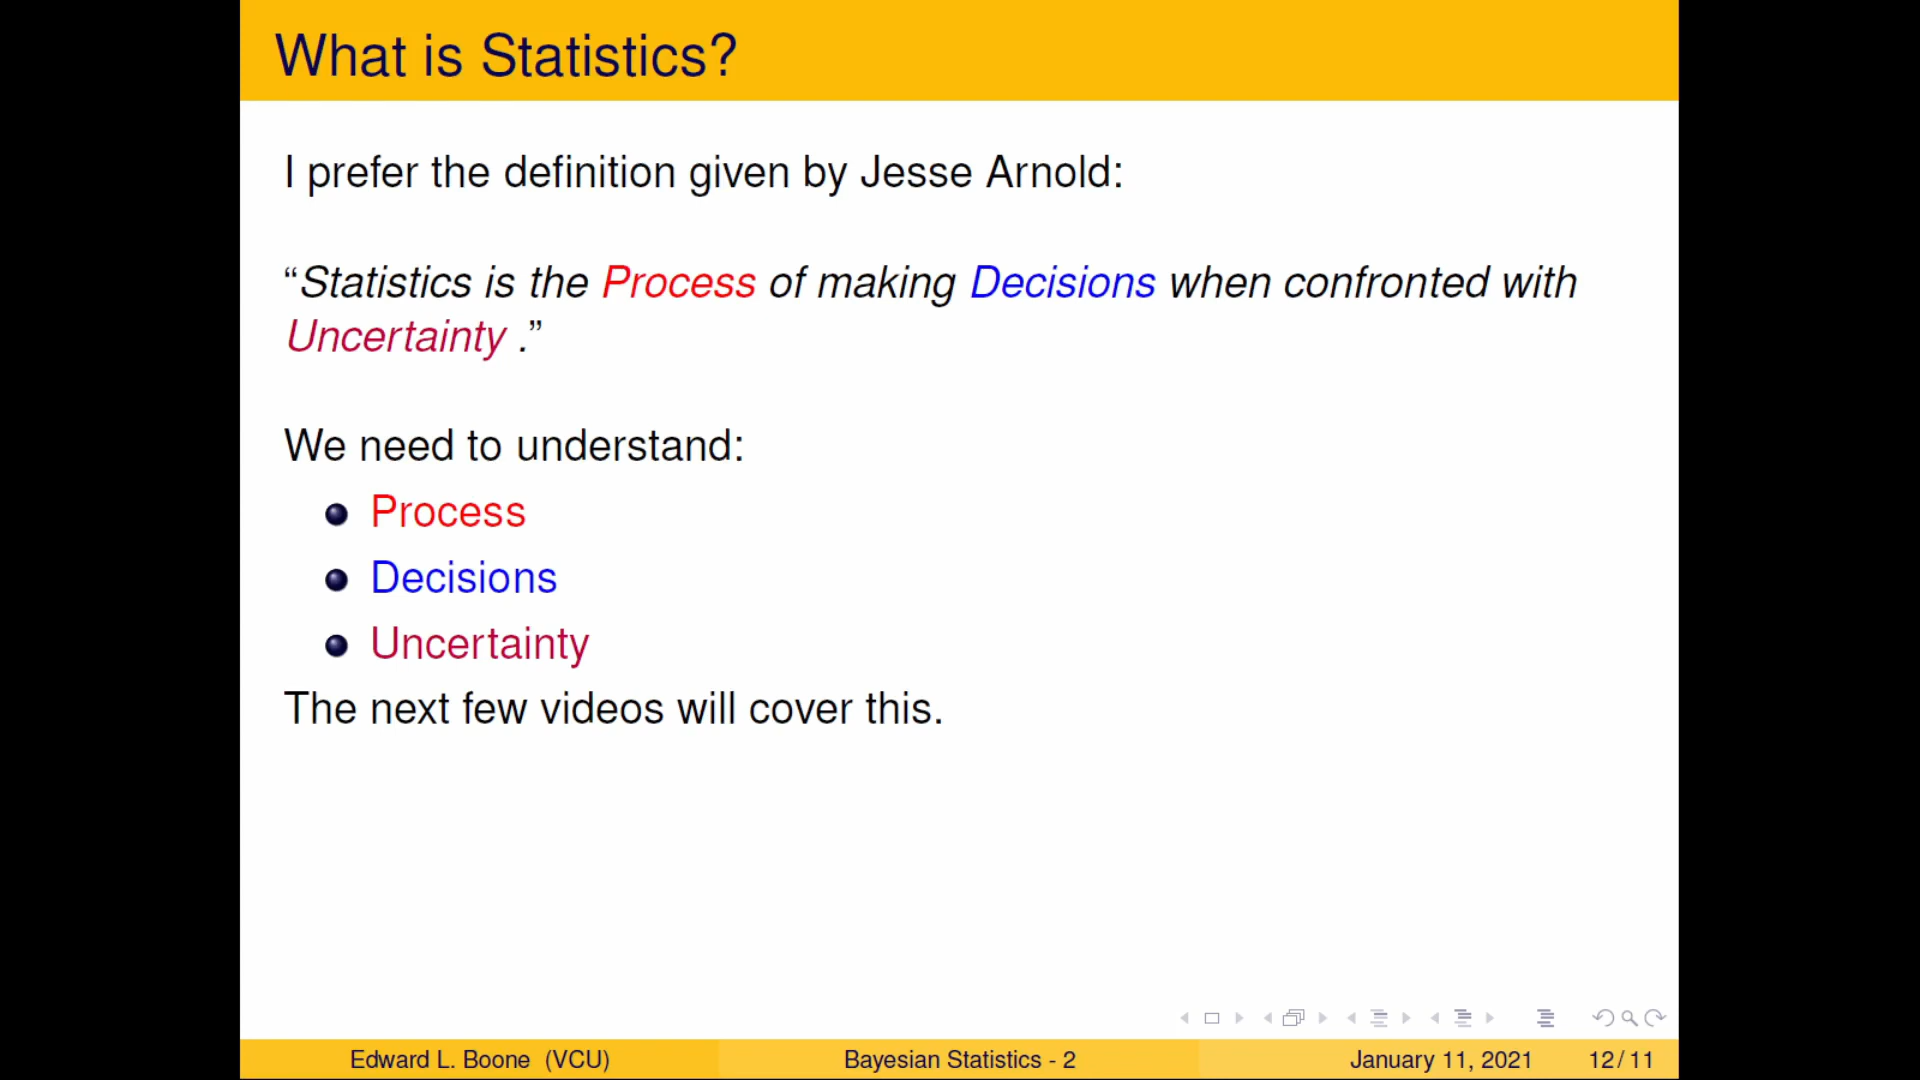 What is Statistics?
I prefer the definition given by Jesse Arnold:
“Statistics is the Process of making Decisions when confronted with
Uncertainty .”
We need to understand:
Process
Decisions
Uncertainty
The next few videos will cover this.
Edward L. Boone (VCU) Bayesian Statistics - 2 January 11, 2021 12 / 11